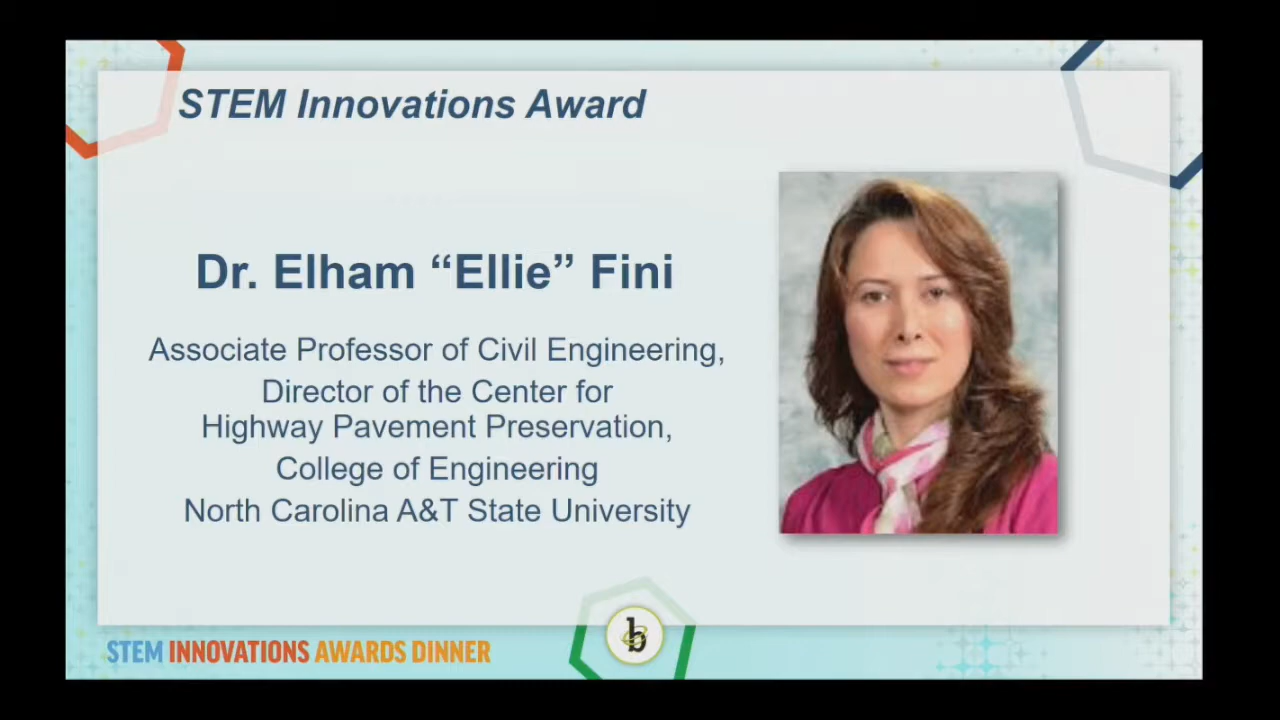 STEM Innovations Award
Dr. Elham “Ellie” Fini
Associate Professor of Civil Engineering,
Director of the Center for
Highway Pavement Preservation,
College of Engineering
North Carolina A&T State University
STEM INNOVATIONS AWARDS DINNER
b